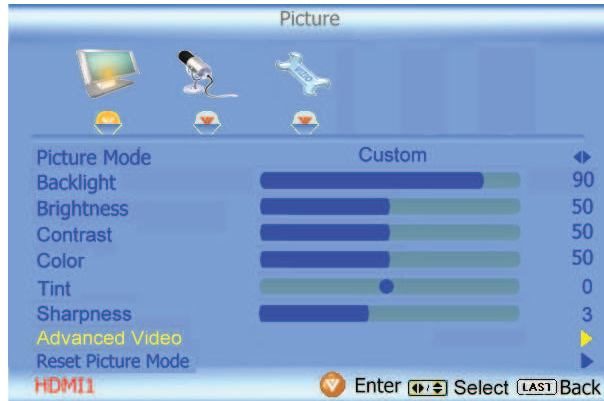 Picture
VIZIO
Picture Mode Custom
Backlight 90
Brightness 50
Contrast 50
Color 50
Tint 0
Sharpness 3
Advanced Video
Reset Picture Mode
HDMI1 Enter Select LAST Back